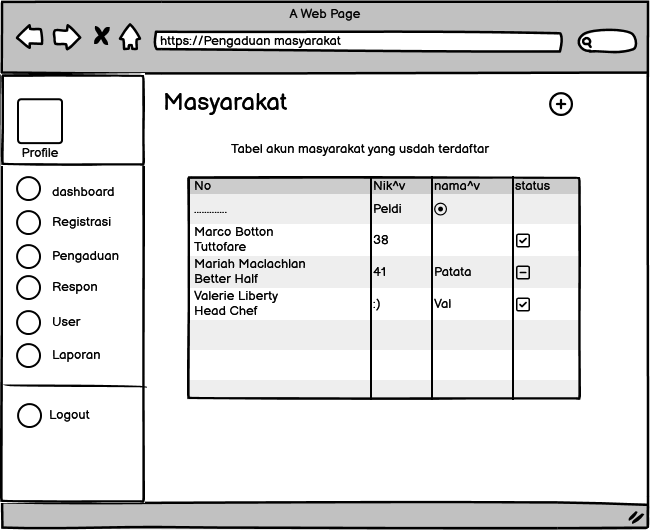 A Web Page
https://Pengaduan masyarakat
Profile
dashboard
Registrasi
Pengaduan
Respon
User
Laporan
Logout
Masyarakat
Tabel akun masyarakat yang usdah terdaftar
No Nik^v nama^v status
............. Peldi
Marco Botton
Tuttofare 38
Mariah Maclachlan
Better Half 41 Patata
Valerie Liberty
Head Chef :) Val